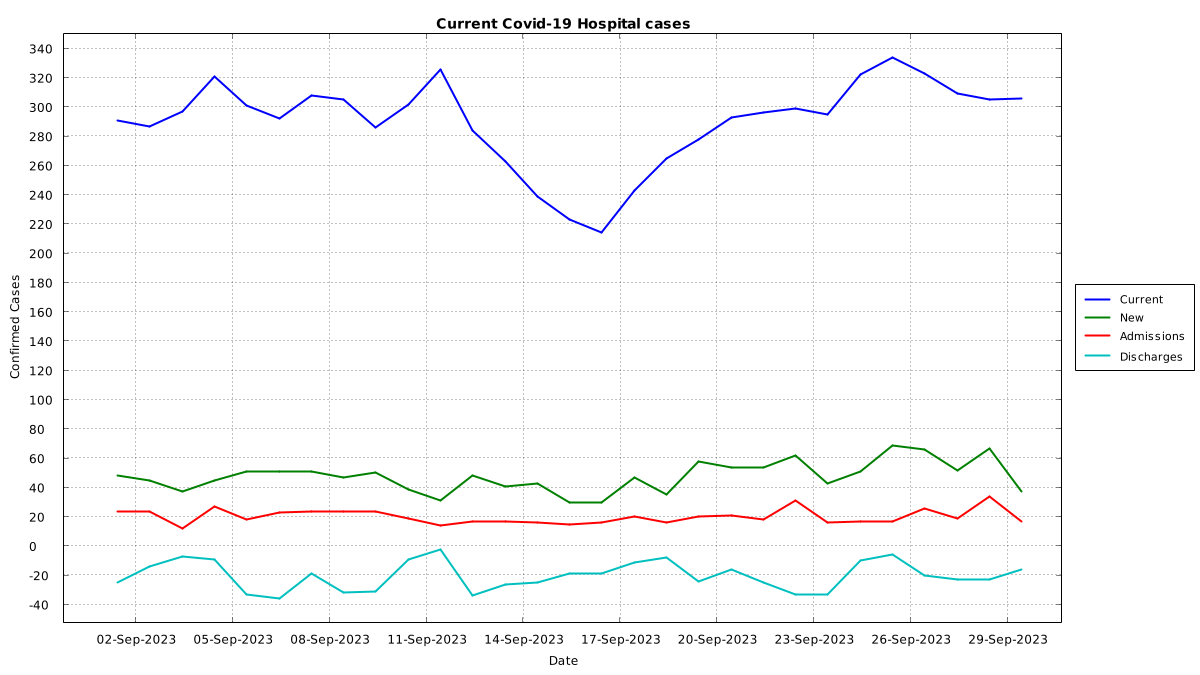 Current Covid-19 Hospital cases
340
320
300
280
260
240
220
200
180
160
140
120
100
80
60
40
20
0
-20
-40
Confirmed Cases
02-Sep-2023
05-Sep-2023
08-Sep-2023
11-Sep-2023
14-Sep-2023
17-Sep-2023
20-Sep-2023
23-Sep-2023
26-Sep-2023
29-Sep-2023
Date
Current
New
Admissions
Discharges